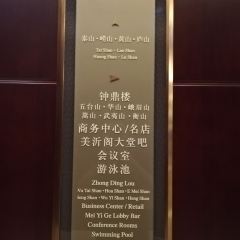 泰山·崂山·黄山·庐山
Tai Shan · Lao Shan
Huang Shan · Lu Shan
钟鼎楼
五台山·华山·峨眉山
嵩山·武夷山·衡山
商务中心/名店
美沂阁大堂吧
会议室
游泳池
Zhong Ding Lou
Wu Tai Shan · Hua Shan · E Mei Shan
Song Shan · Wu Yi Shan · Heng Shan
Business Center / Retail
Mei Yi Ge Lobby Bar
Conference Rooms
Swimming Pool